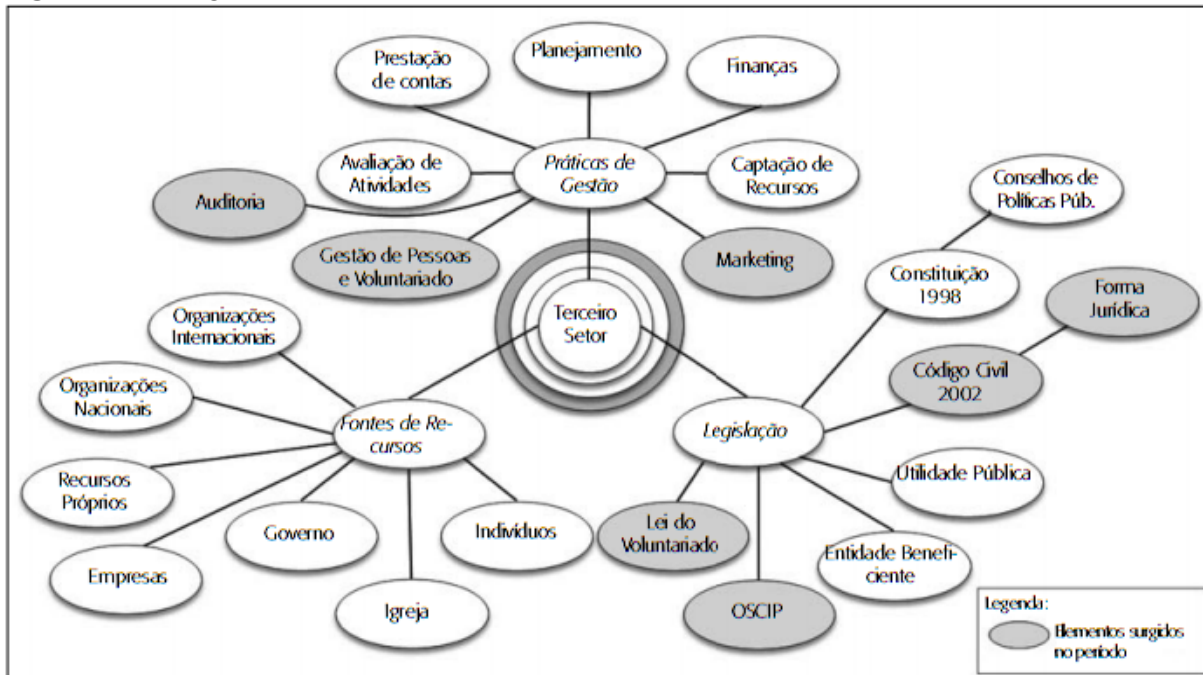 Prestação
de contas
Planejamento
Finanças
Avaliação de
Atividades
Práticas de
Gestão
Captação de
Recursos
Auditoria
Gestão de Pessoas
e Voluntariado
Marketing
Conselhos de
Políticas Púb.
Constituição
1998
Forma
Jurídica
Código Civil
2002
Terceiro
Setor
Organizações
Internacionais
Organizações
Nacionais
Fontes de Re-
cursos
Legislação
Recursos
Próprios
Utilidade Pública
Empresas
Governo
Igreja
Indivíduos
Lei do
Voluntariado
OSCIP
Entidade Benefi-
ciente
Legenda:
Elementos surgidos
no período